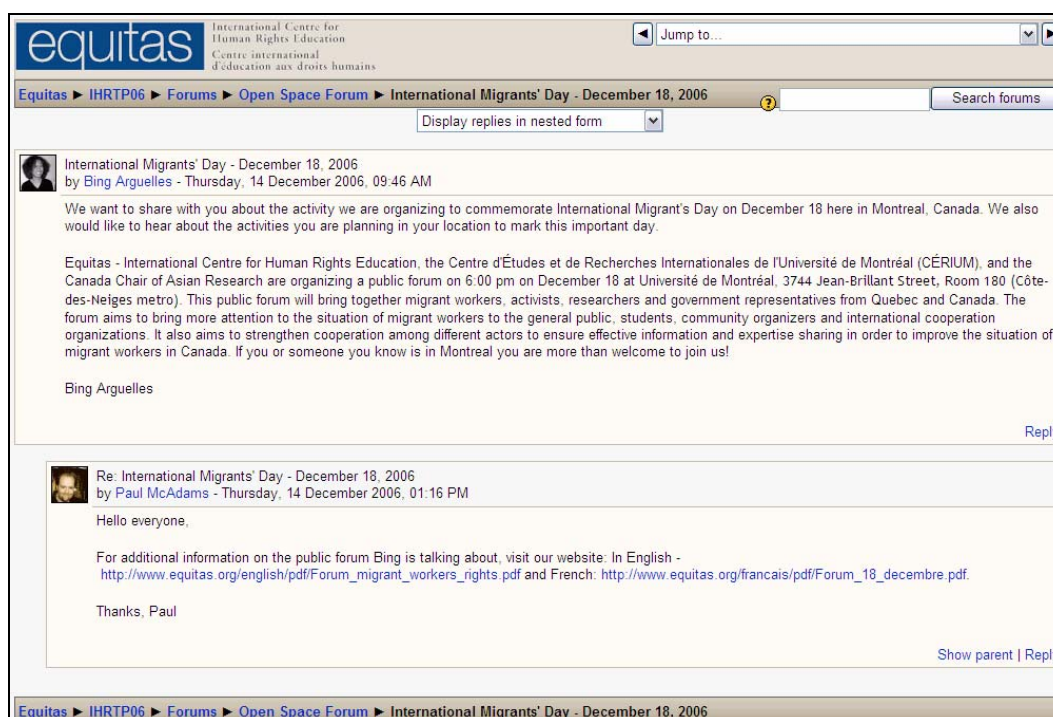 equitas
International Centre for
Human Rights Education
Centre international
d'éducation aux droits humains
Jump to...
Equitas ► IHRTP06 ► Forums ► Open Space Forum ► International Migrants' Day - December 18, 2006
?
Search forums
Display replies in nested form
International Migrants' Day - December 18, 2006
by Bing Arguelles - Thursday, 14 December 2006, 09:46 AM
We want to share with you about the activity we are organizing to commemorate International Migrant's Day on December 18 here in Montreal, Canada. We also
would like to hear about the activities you are planning in your location to mark this important day.
Equitas - International Centre for Human Rights Education, the Centre d'Études et de Recherches Internationales de l'Université de Montréal (CÉRIUM), and the
Canada Chair of Asian Research are organizing a public forum on 6:00 pm on December 18 at Université de Montréal, 3744 Jean-Brillant Street, Room 180 (Côte-
des-Neiges metro). This public forum will bring together migrant workers, activists, researchers and government representatives from Quebec and Canada. The
forum aims to bring more attention to the situation of migrant workers to the general public, students, community organizers and international cooperation
organizations. It also aims to strengthen cooperation among different actors to ensure effective information and expertise sharing in order to improve the situation of
migrant workers in Canada. If you or someone you know is in Montreal you are more than welcome to join us!
Bing Arguelles
Repl
Re: International Migrants' Day - December 18, 2006
by Paul McAdams - Thursday, 14 December 2006, 01:16 PM
Hello everyone,
For additional information on the public forum Bing is talking about, visit our website: In English -
http://www.equitas.org/english/pdf/Forum_migrant_workers_rights.pdf and French: http://www.equitas.org/francais/pdf/Forum_18_decembre.pdf.
Thanks, Paul
Show parent | Repl
Equitas ► IHRTP06 ► Forums ► Open Space Forum ► International Migrants' Day - December 18, 2006